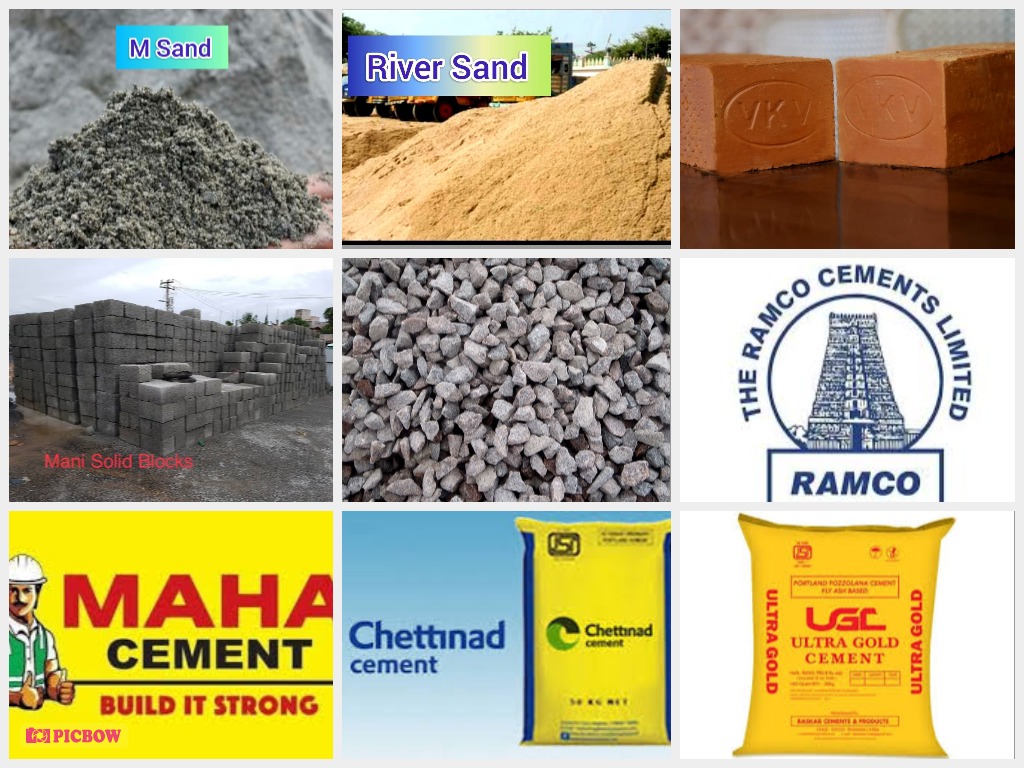 M Sand
River Sand
VKV
VKV
Mani Solid Blocks
THE RAMCO CEMENTS LIMITED
RAMCO
MAHA
CEMENT
BUILD IT STRONG
PICBOW
Chettinad
cement
ISI
Chettinad
cement
50 KG NET
ISI
PORTLAND POZZOLANA CEMENT
FLY ASH BASED
UGC
ULTRA GOLD
CEMENT
ULTRA GOLD
ULTRA GOLD
BASKAR CEMENTS & PRODUCTS